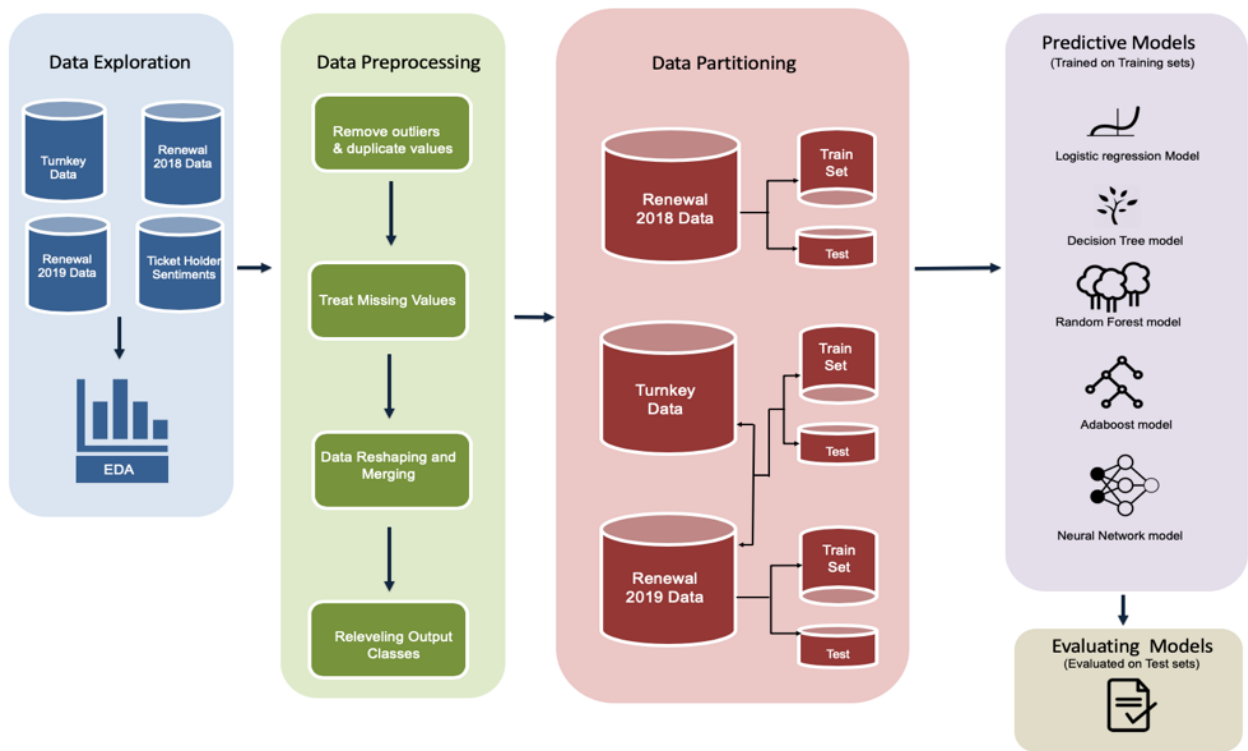 Data Exploration
Turnkey
Data
Renewal
2018 Data
Renewal
2019 Data
Ticket Holder
Sentiments
EDA
Data Preprocessing
Remove outliers
& duplicate values
Treat Missing Values
Data Reshaping and
Merging
Releveling Output
Classes
Data Partitioning
Renewal
2018 Data
Train
Set
Test
Turnkey
Data
Train
Set
Test
Renewal
2019 Data
Train
Set
Test
Predictive Models
(Trained on Training sets)
Logistic regression Model
Decision Tree model
Random Forest model
Adaboost model
Neural Network model
Evaluating Models
(Evaluated on Test sets)